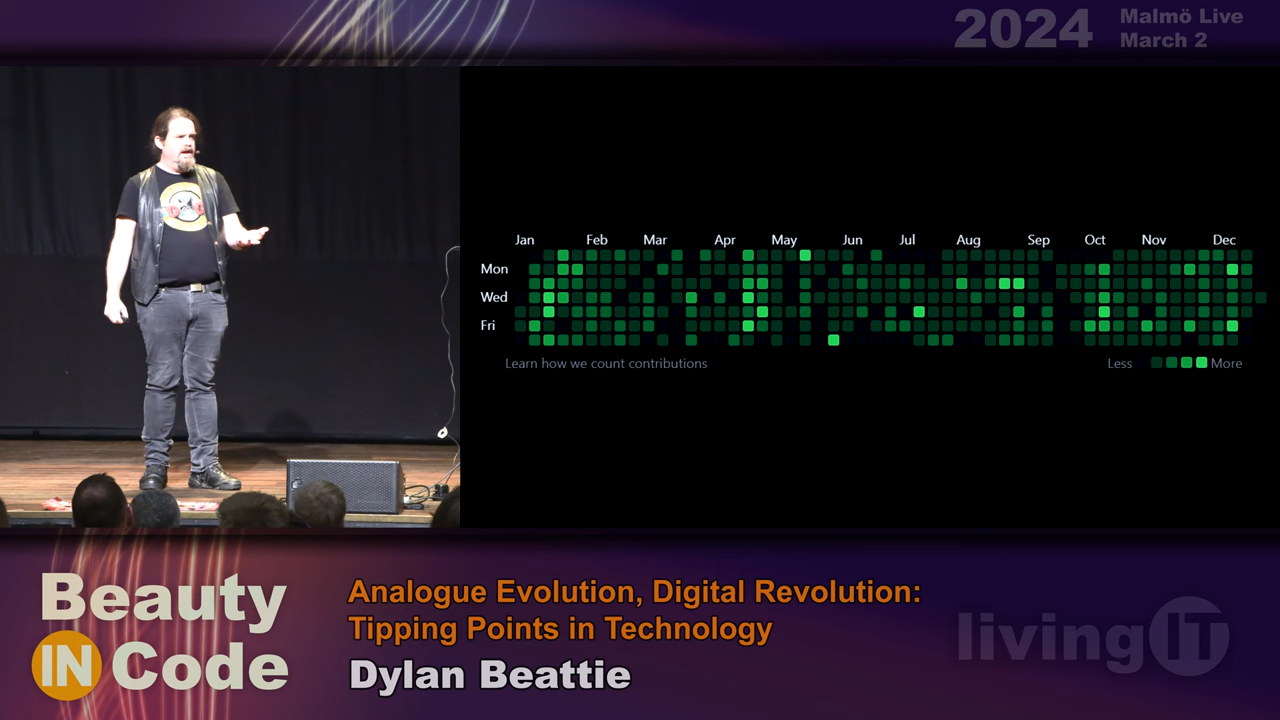 2024
Malmö Live
March 2
Jan Feb Mar Apr May Jun Jul Aug Sep Oct Nov Dec
Mon
Wed
Fri
Learn how we count contributions
Less More
Beauty
IN Code
Analogue Evolution, Digital Revolution:
Tipping Points in Technology
Dylan Beattie
livingIT